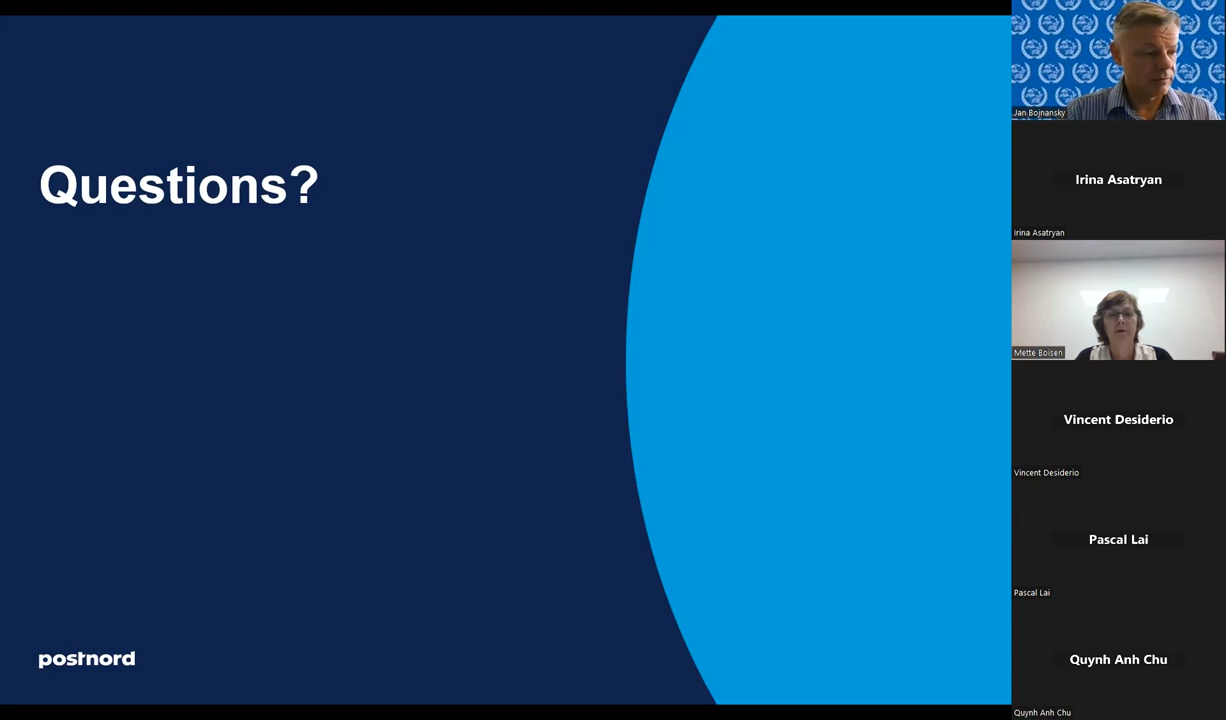 Questions?
postnord
Jan Bojnansky
Irina Asatryan
Irina Asatryan
Mette Boisen
Vincent Desiderio
Vincent Desiderio
Pascal Lai
Pascal Lai
Quynh Anh Chu
Quynh Anh Chu